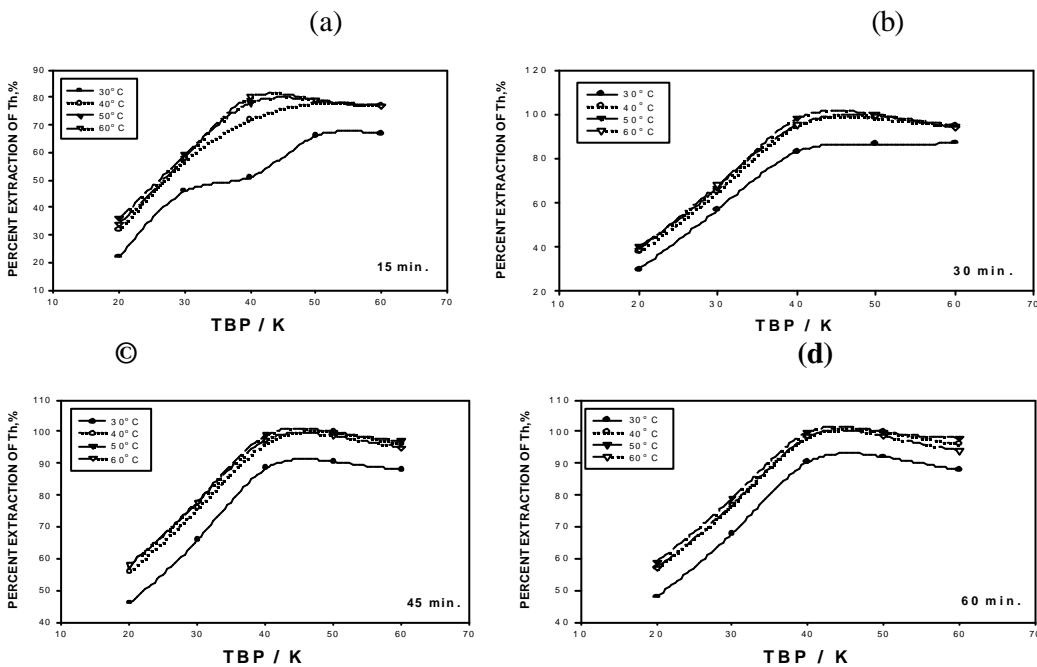 (a)
PERCENT EXTRACTION OF Th,%
90
80
70
60
50
40
30
20
10
30°C
40°C
50°C
60°C
15 min.
10 20 30 40 50 60 70
TBP / K
(b)
PERCENT EXTRACTION OF Th,%
120
100
80
60
40
20
30°C
40°C
50°C
60°C
30 min.
10 20 30 40 50 60 70
TBP / K
©
PERCENT EXTRACTION OF Th,%
110
100
90
80
70
60
50
40
30°C
40°C
50°C
60°C
45 min.
10 20 30 40 50 60 70
TBP / K
(d)
PERCENT EXTRACTION OF Th,%
110
100
90
80
70
60
50
40
30°C
40°C
50°C
60°C
60 min.
10 20 30 40 50 60 70
TBP / K